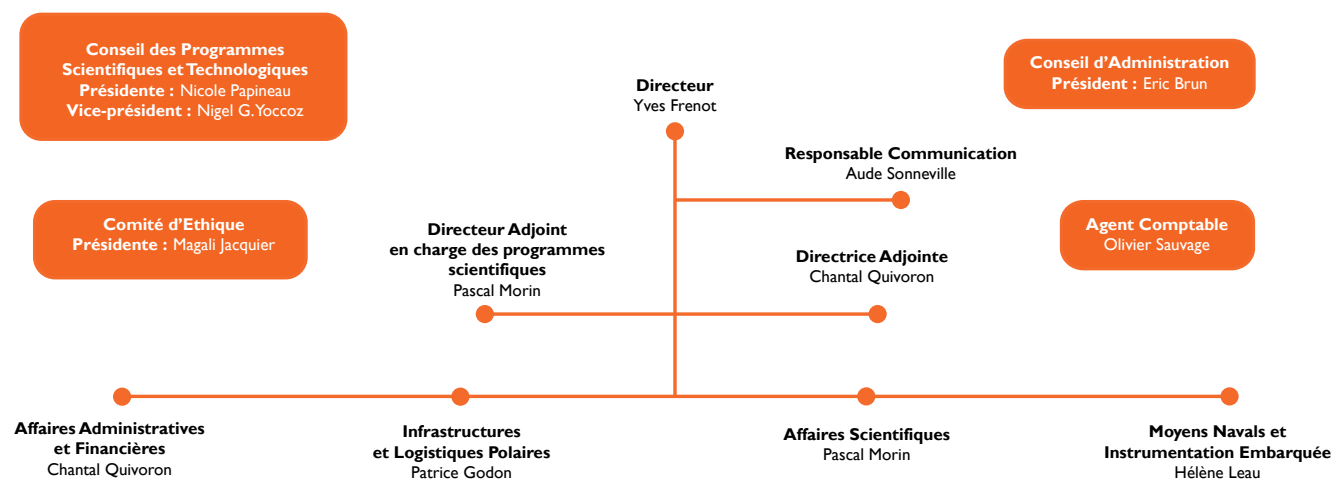 Conseil des Programmes
Scientifiques et Technologiques
Présidente : Nicole Papineau
Vice-président : Nigel G. Yoccoz
Conseil d'Administration
Président : Eric Brun
Directeur
Yves Frenot
Responsable Communication
Aude Sonneville
Comité d'Ethique
Présidente : Magali Jacquier
Agent Comptable
Olivier Sauvage
Directeur Adjoint
en charge des programmes
scientifiques
Pascal Morin
Directrice Adjointe
Chantal Quivoron
Affaires Administratives
et Financières
Chantal Quivoron
Infrastructures
et Logistiques Polaires
Patrice Godon
Affaires Scientifiques
Pascal Morin
Moyens Navals et
Instrumentation Embarquée
Hélène Leau